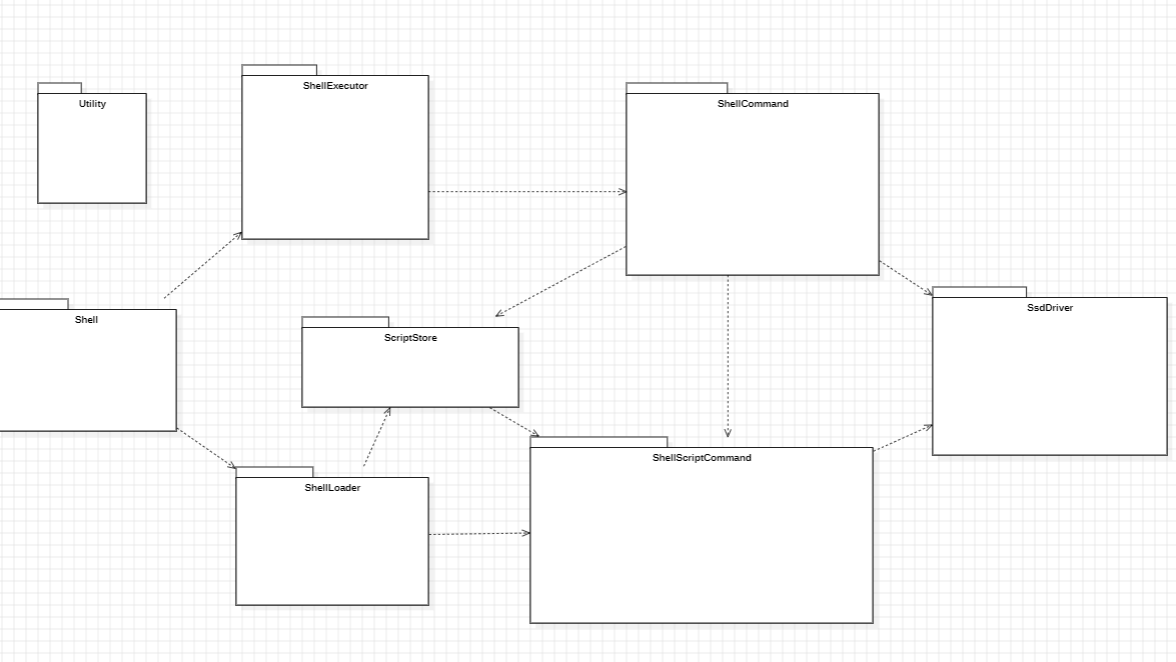 ShellExecutor
Utility
ShellCommand
Shell
SsdDriver
ScriptStore
ShellScriptCommand
ShellLoader